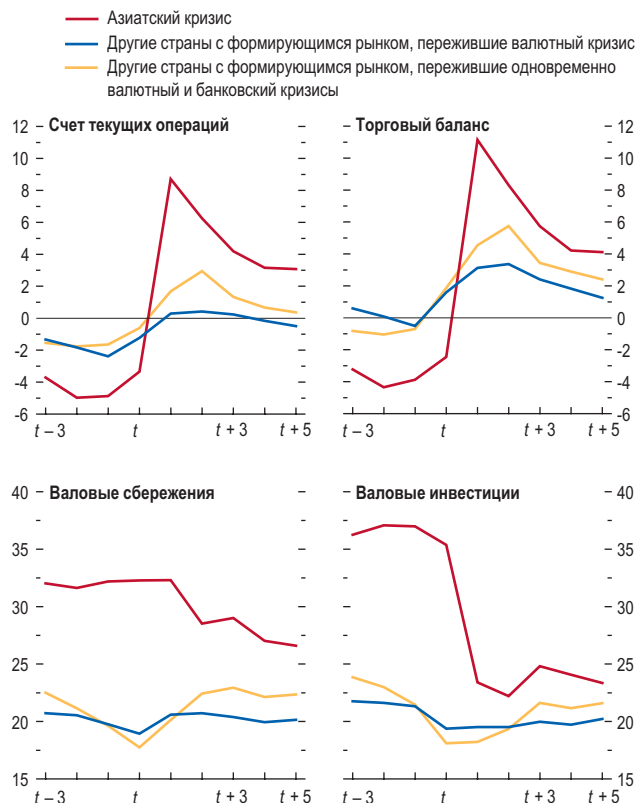 Азиатский кризис
Другие страны с формирующимся рынком, пережившие валютный кризис
Другие страны с формирующимся рынком, пережившие одновременно
валютный и банковский кризисы
Счет текущих операций
Торговый баланс
12
10
8
6
4
2
0
-2
-4
-6
12
10
8
6
4
2
0
-2
-4
-6
t – 3 t t + 3 t + 5
t – 3 t t + 3 t + 5
Валовые сбережения
Валовые инвестиции
40
35
30
25
20
15
40
35
30
25
20
15
t – 3 t t + 3 t + 5
t – 3 t t + 3 t + 5